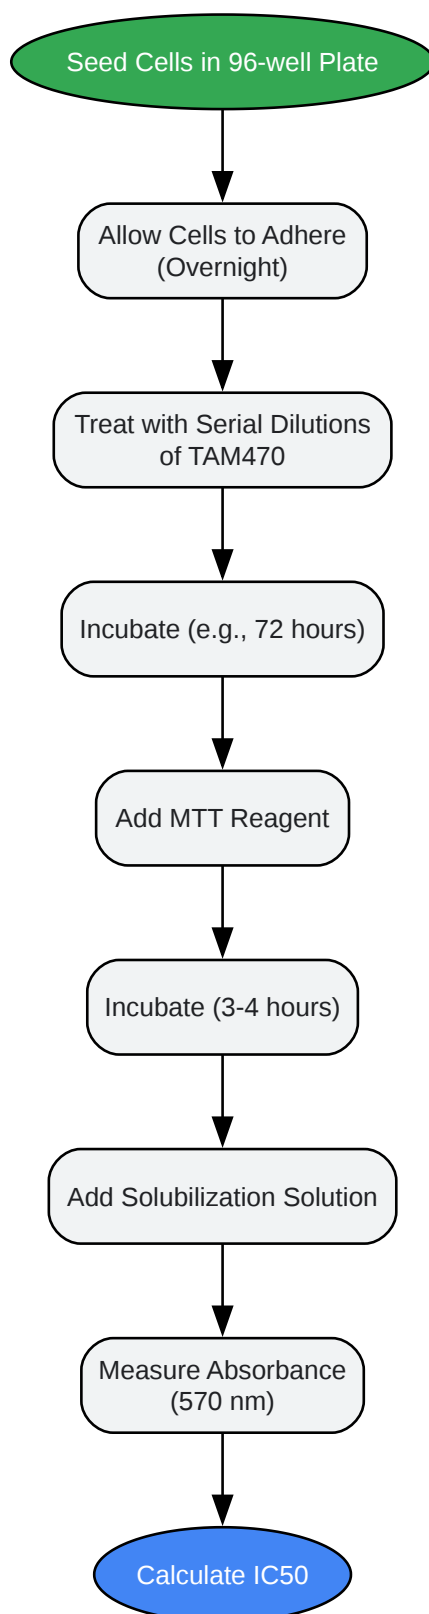 Seed Cells in 96-well Plate
Allow Cells to Adhere
(Overnight)
Treat with Serial Dilutions
of TAM470
Incubate (e.g., 72 hours)
Add MTT Reagent
Incubate (3-4 hours)
Add Solubilization Solution
Measure Absorbance
(570 nm)
Calculate IC50